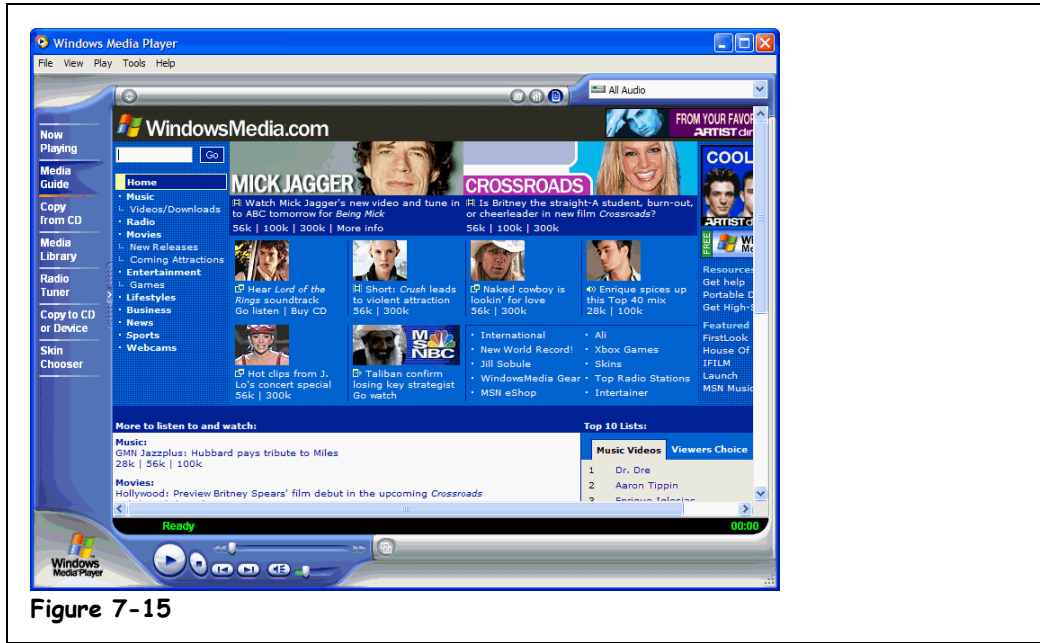 Windows Media Player
File View Play Tools Help
All Audio
Now
Playing
Media
Guide
Copy
from CD
Media
Library
Radio
Tuner
Copy to CD
or Device
Skin
Chooser
WindowsMedia.com
FROM YOUR FAVOR
ARTISTdir
Go
Home
Music
Videos/Downloads
Radio
Movies
New Releases
Coming Attractions
Entertainment
Games
Lifestyles
Business
News
Sports
Webcams
MICK JAGGER
Watch Mick Jagger's new video and tune in
to ABC tomorrow for Being Mick
56k | 100k | 300k | More info
CROSSROADS
Is Britney the straight-A student, burn-out,
or cheerleader in new film Crossroads?
56k | 100k | 300k
COOL
ARTISTd
FREE
Hear Lord of the
Rings soundtrack
Go listen | Buy CD
Short: Crush leads
to violent attraction
56k | 300k
Naked cowboy is
lookin' for love
56k | 300k
Enrique spices up
this Top 40 mix
28k | 100k
Hot clips from J.
Lo's concert special
56k | 300k
MSNBC
Taliban confirm
losing key strategist
Go watch
· International
· New World Record!
· Jill Sobule
· WindowsMedia Gear
· MSN eShop
· Ali
· Xbox Games
· Skins
· Top Radio Stations
· Intertainer
Resources
Get help
Portable D
Get High-S
Featured
FirstLook
House Of
IFILM
Launch
MSN Music
More to listen to and watch:
Music:
GMN Jazzplus: Hubbard pays tribute to Miles
28k | 56k | 100k
Movies:
Hollywood: Preview Britney Spears' film debut in the upcoming Crossroads
Top 10 Lists:
Music Videos Viewers Choice
1 Dr. Dre
2 Aaron Tippin
3 Enrique Iglesias
Ready
00:00
Windows
Media Player
Figure 7-15